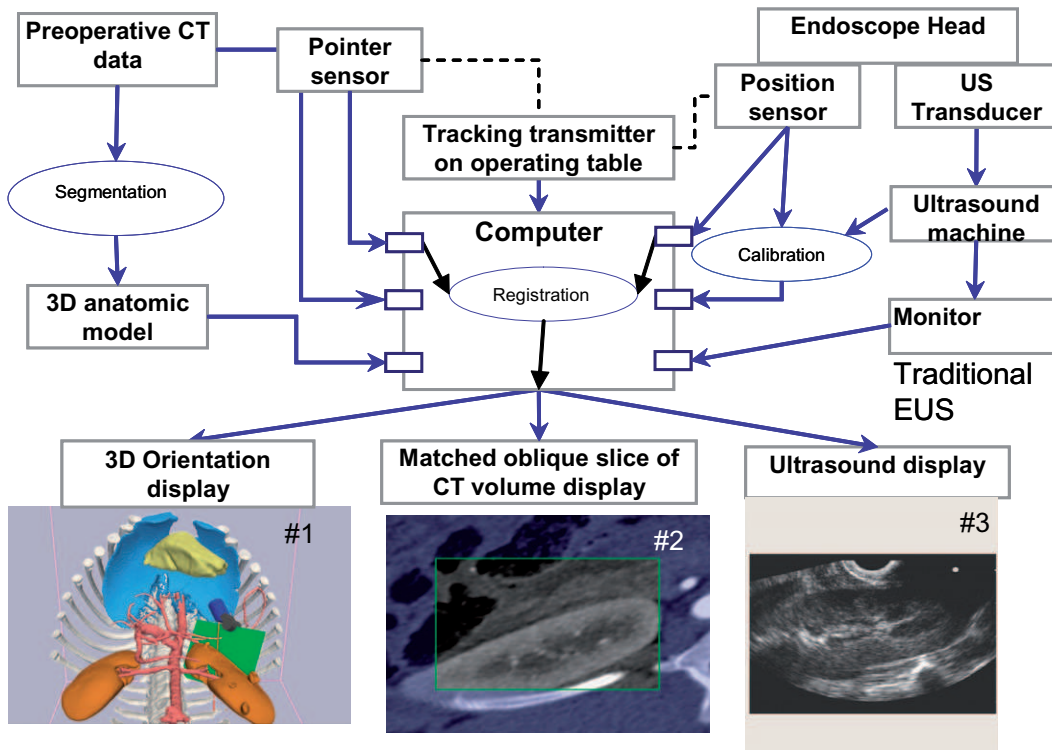 Preoperative CT
data
Pointer
sensor
Endoscope Head
Position
sensor
US
Transducer
Tracking transmitter
on operating table
Segmentation
Computer
Ultrasound
machine
Calibration
Registration
3D anatomic
model
Monitor
Traditional
EUS
3D Orientation
display
Matched oblique slice of
CT volume display
Ultrasound display
#1
#2
#3